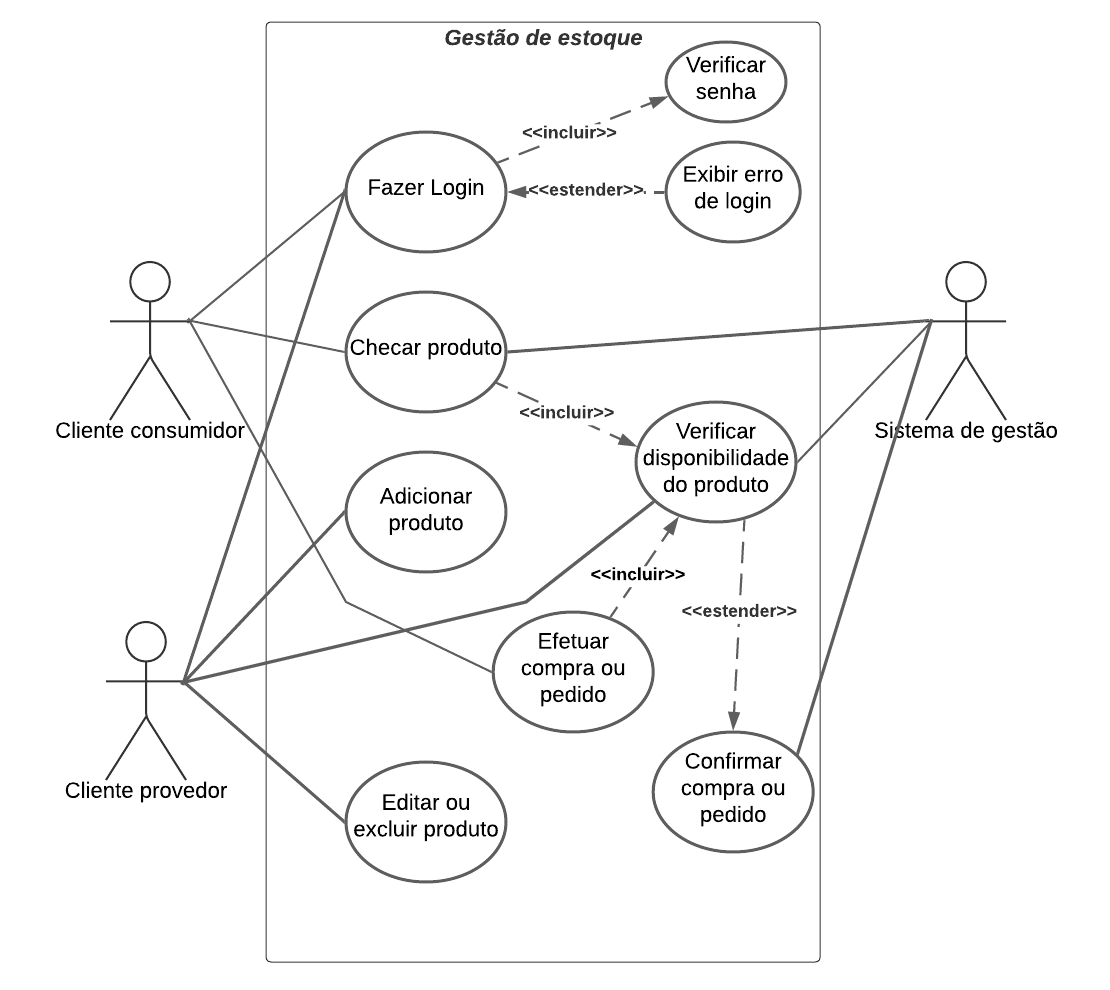 Gestão de estoque
Verificar
senha
<<incluir>>
Fazer Login
<<estender>>
Exibir erro
de login
Checar produto
<<incluir>>
Cliente consumidor
Sistema de gestão
Verificar
disponibilidade
do produto
Adicionar
produto
<<incluir>>
<<estender>>
Efetuar
compra ou
pedido
Cliente provedor
Confirmar
compra ou
pedido
Editar ou
excluir produto